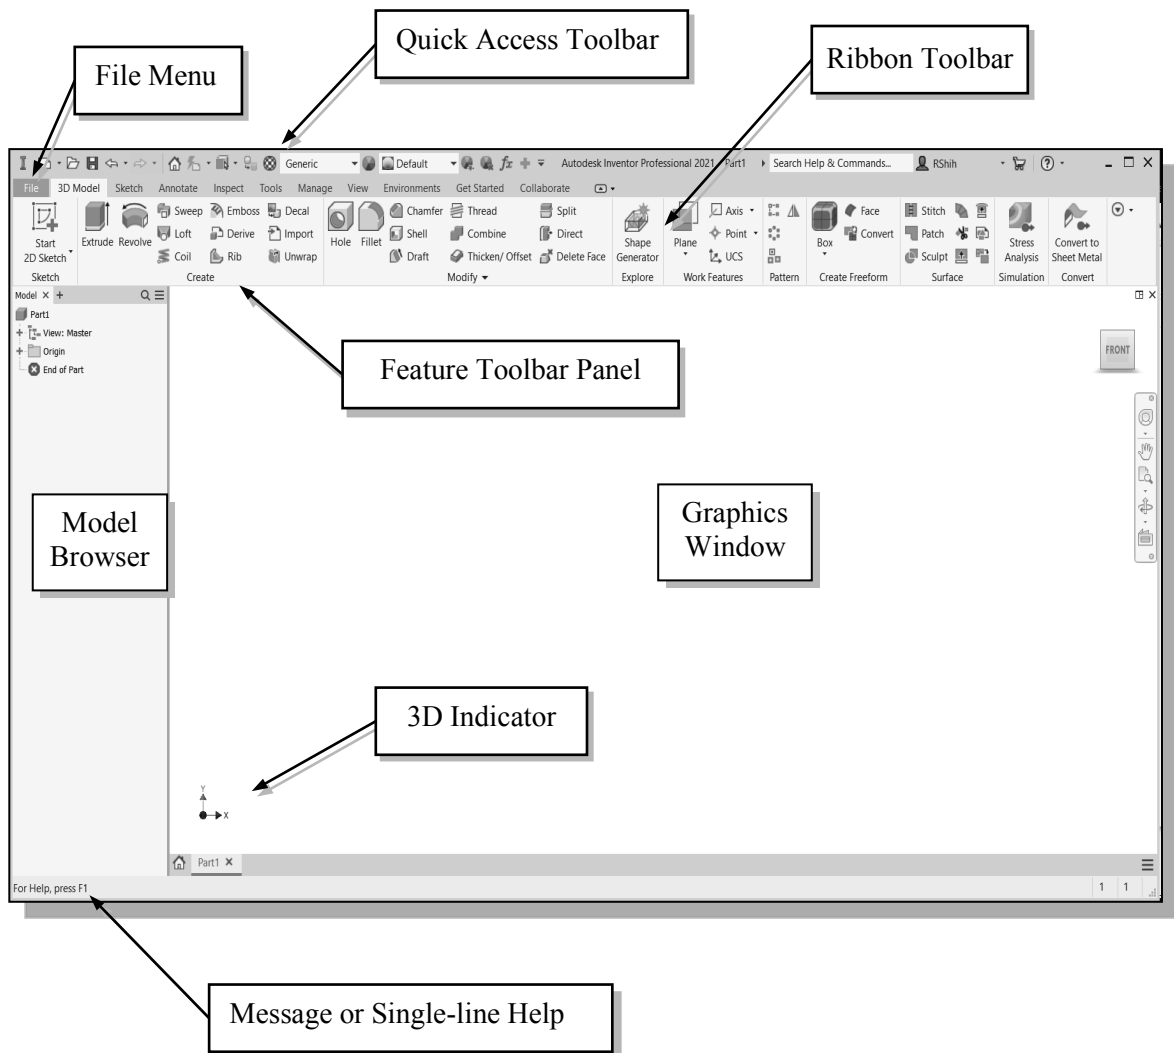 Quick Access Toolbar
Ribbon Toolbar
File Menu
Generic Default fx Autodesk Inventor Professional 2021 Part1 Search Help & Commands... RShih
File 3D Model Sketch Annotate Inspect Tools Manage View Environments Get Started Collaborate
Start
2D Sketch
Extrude Revolve
Sweep Emboss Decal
Loft Derive Import
Coil Rib Unwrap
Hole Fillet
Chamfer Thread Split
Shell Combine Direct
Draft Thicken/ Offset Delete Face
Shape
Generator
Plane
Axis
Point
UCS
Box
Face
Convert
Stitch
Patch
Sculpt
Stress
Analysis
Convert to
Sheet Metal
Sketch Create Modify Explore Work Features Pattern Create Freeform Surface Simulation Convert
Model × +
Part1
View: Master
Origin
End of Part
FRONT
Feature Toolbar Panel
Model
Browser
Graphics
Window
3D Indicator
Y
X
Part1 ×
For Help, press F1 1 1
Message or Single-line Help